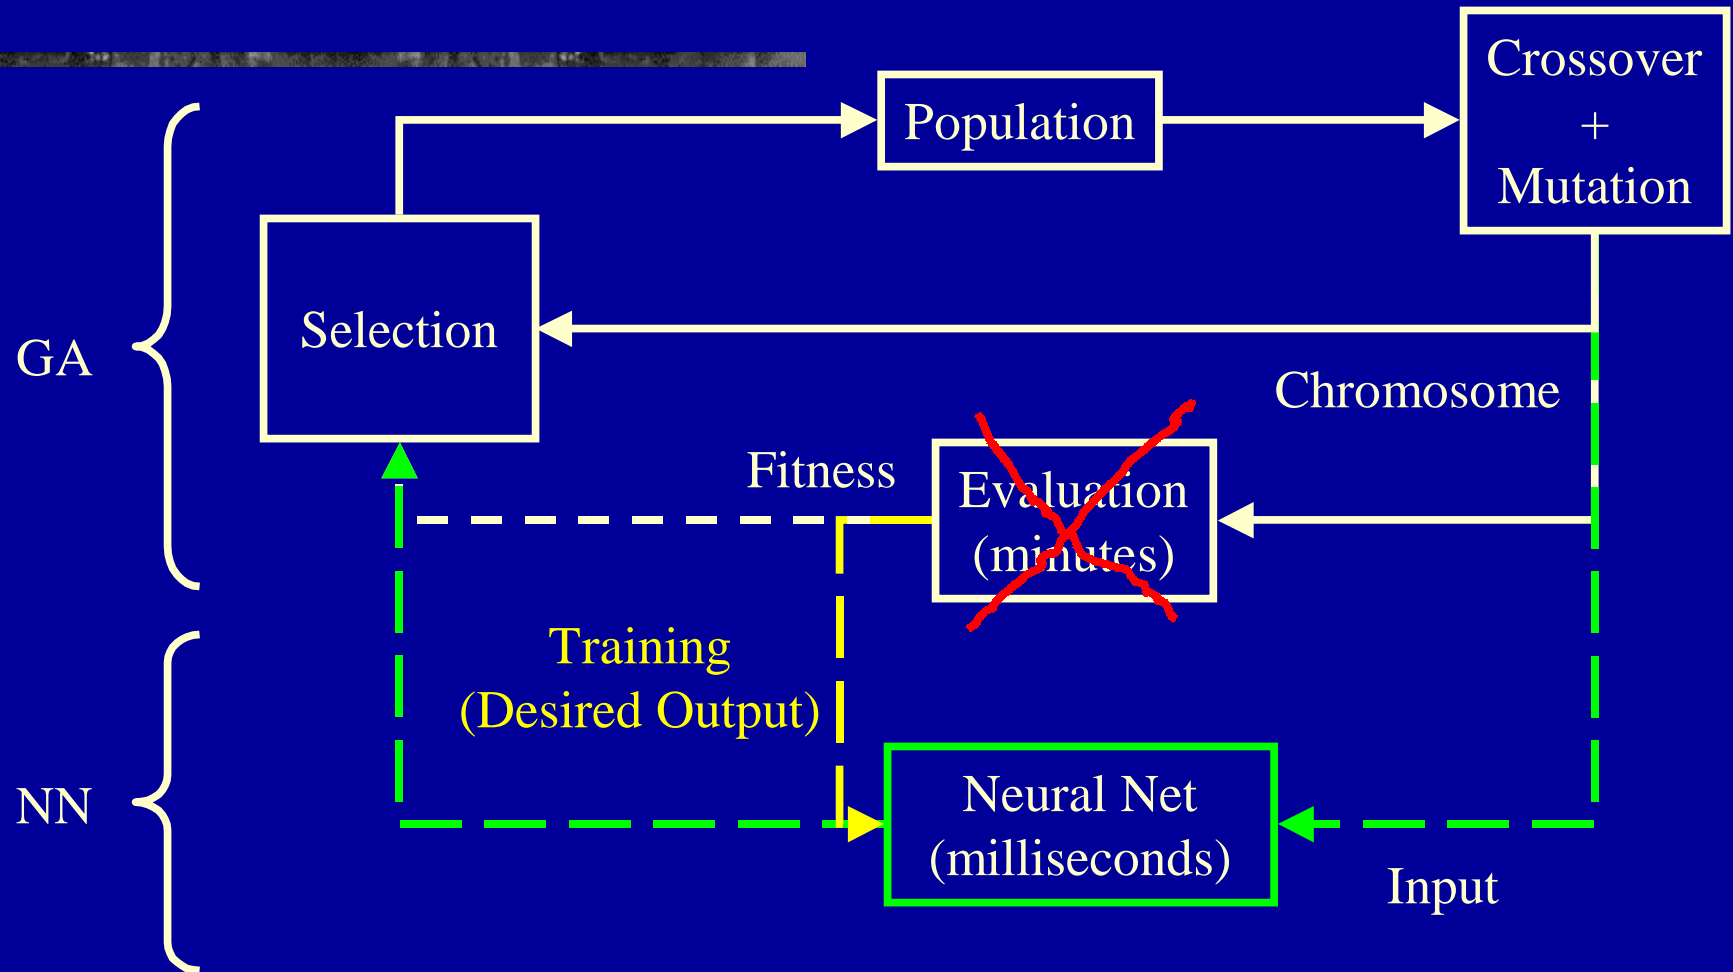 Crossover
+
Mutation
Population
Selection
GA
Chromosome
Fitness
Evaluation
(minutes)
Training
(Desired Output)
NN
Neural Net
(milliseconds)
Input